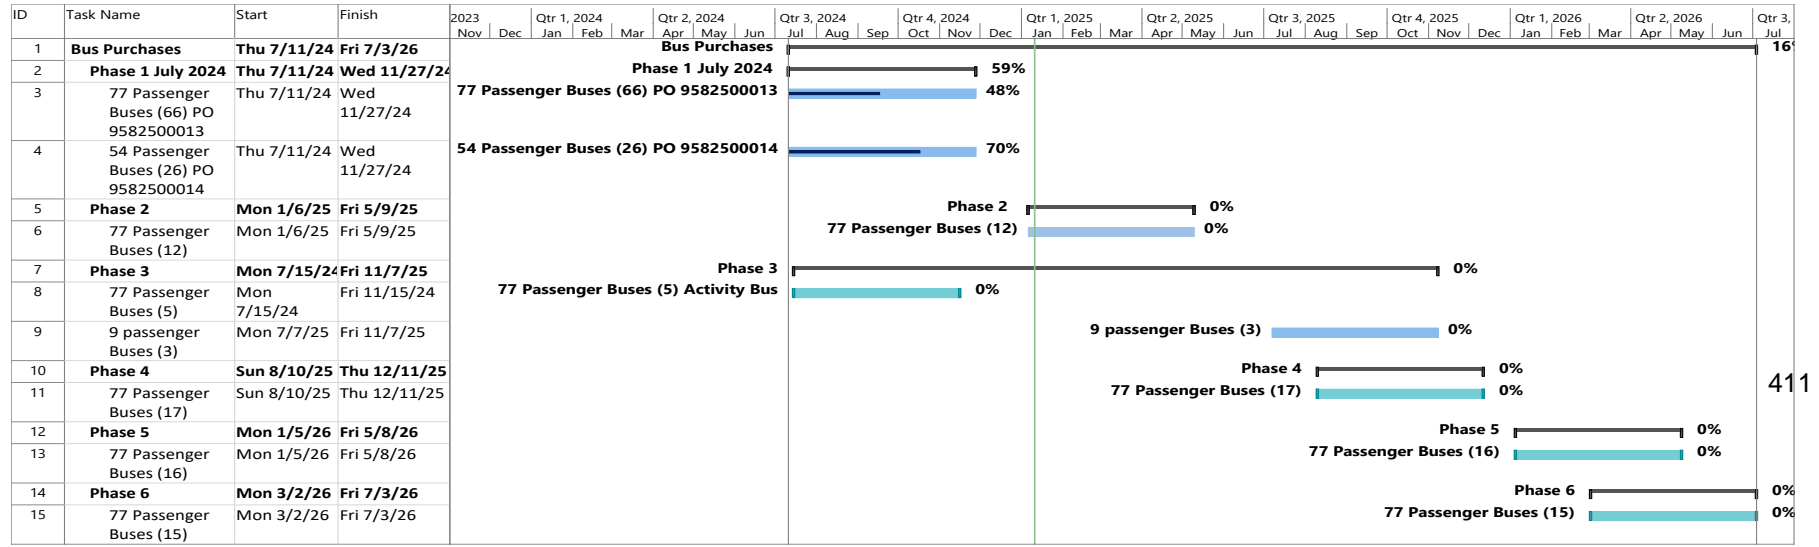 ID Task Name Start Finish 2023 Qtr 1, 2024 Qtr 2, 2024 Qtr 3, 2024 Qtr 4, 2024 Qtr 1, 2025 Qtr 2, 2025 Qtr 3, 2025 Qtr 4, 2025 Qtr 1, 2026 Qtr 2, 2026 Qtr 3,
Nov Dec Jan Feb Mar Apr May Jun Jul Aug Sep Oct Nov Dec Jan Feb Mar Apr May Jun Jul Aug Sep Oct Nov Dec Jan Feb Mar Apr May Jun Jul
1 Bus Purchases Thu 7/11/24 Fri 7/3/26 Bus Purchases 16%
2 Phase 1 July 2024 Thu 7/11/24 Wed 11/27/24 Phase 1 July 2024 59%
3 77 Passenger Thu 7/11/24 Wed 77 Passenger Buses (66) PO 9582500013 48%
Buses (66) PO 11/27/24
9582500013
4 54 Passenger Thu 7/11/24 Wed 54 Passenger Buses (26) PO 9582500014 70%
Buses (26) PO 11/27/24
9582500014
5 Phase 2 Mon 1/6/25 Fri 5/9/25 Phase 2 0%
6 77 Passenger Mon 1/6/25 Fri 5/9/25 77 Passenger Buses (12) 0%
Buses (12)
7 Phase 3 Mon 7/15/24 Fri 11/7/25 Phase 3 0%
8 77 Passenger Mon Fri 11/15/24 77 Passenger Buses (5) Activity Bus 0%
Buses (5) 7/15/24
9 9 passenger Mon 7/7/25 Fri 11/7/25 9 passenger Buses (3) 0%
Buses (3)
10 Phase 4 Sun 8/10/25 Thu 12/11/25 Phase 4 0%
11 77 Passenger Sun 8/10/25 Thu 12/11/25 77 Passenger Buses (17) 0% 411
Buses (17)
12 Phase 5 Mon 1/5/26 Fri 5/8/26 Phase 5 0%
13 77 Passenger Mon 1/5/26 Fri 5/8/26 77 Passenger Buses (16) 0%
Buses (16)
14 Phase 6 Mon 3/2/26 Fri 7/3/26 Phase 6 0%
15 77 Passenger Mon 3/2/26 Fri 7/3/26 77 Passenger Buses (15) 0%
Buses (15)